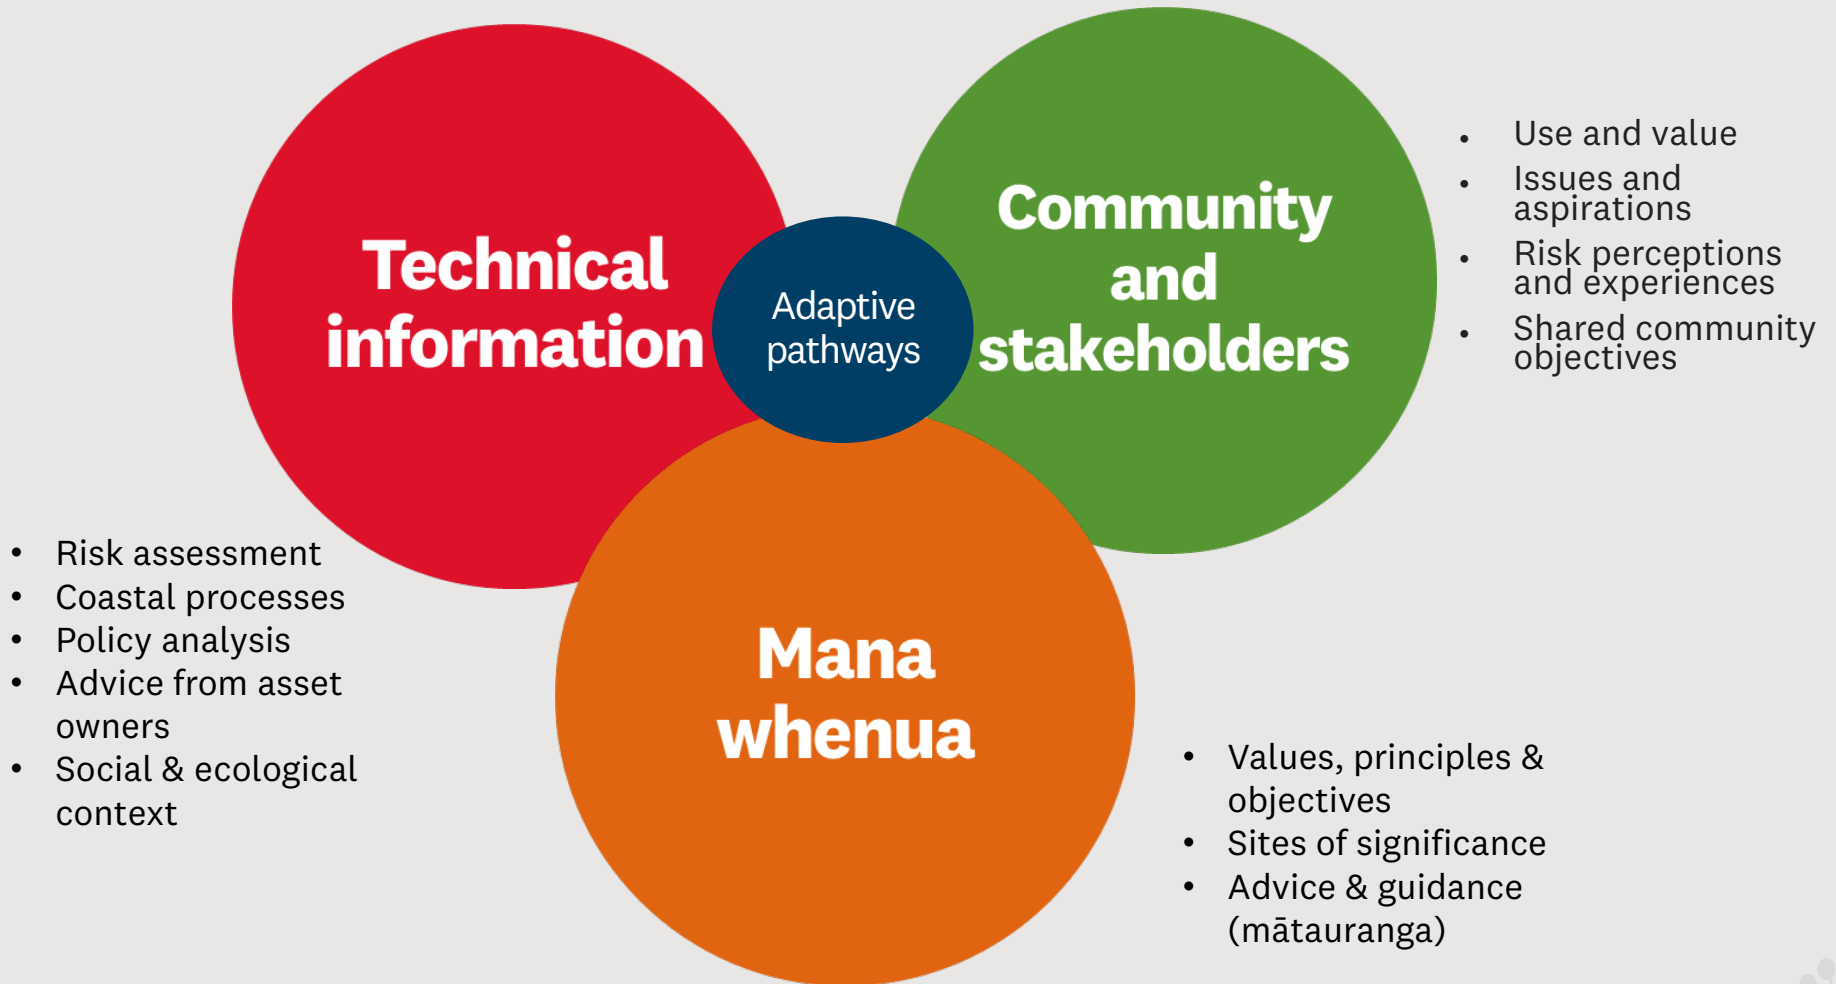 Technical
information
Adaptive
pathways
Community
and
stakeholders
• Use and value
• Issues and
aspirations
• Risk perceptions
and experiences
• Shared community
objectives
• Risk assessment
• Coastal processes
• Policy analysis
• Advice from asset
owners
• Social & ecological
context
Mana
whenua
• Values, principles &
objectives
• Sites of significance
• Advice & guidance
(mātauranga)